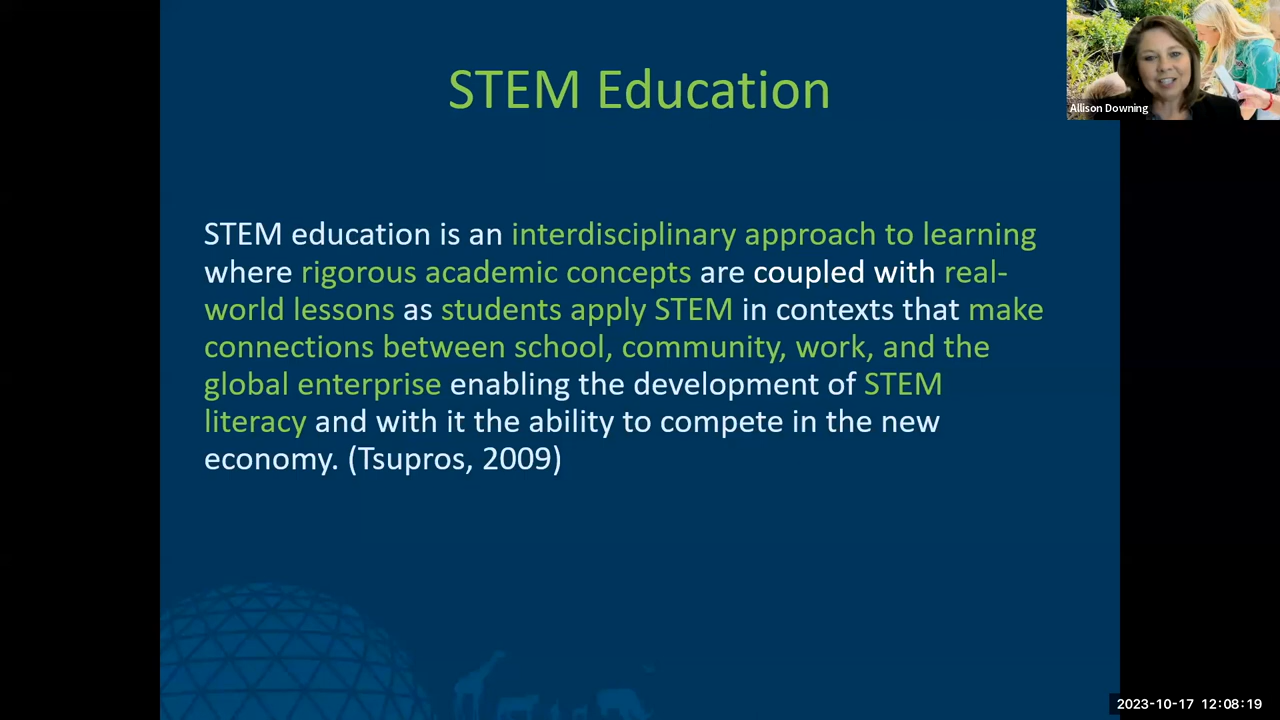 STEM Education
Allison Downing
STEM education is an interdisciplinary approach to learning
where rigorous academic concepts are coupled with real-
world lessons as students apply STEM in contexts that make
connections between school, community, work, and the
global enterprise enabling the development of STEM
literacy and with it the ability to compete in the new
economy. (Tsupros, 2009)
2023-10-17 12:08:19